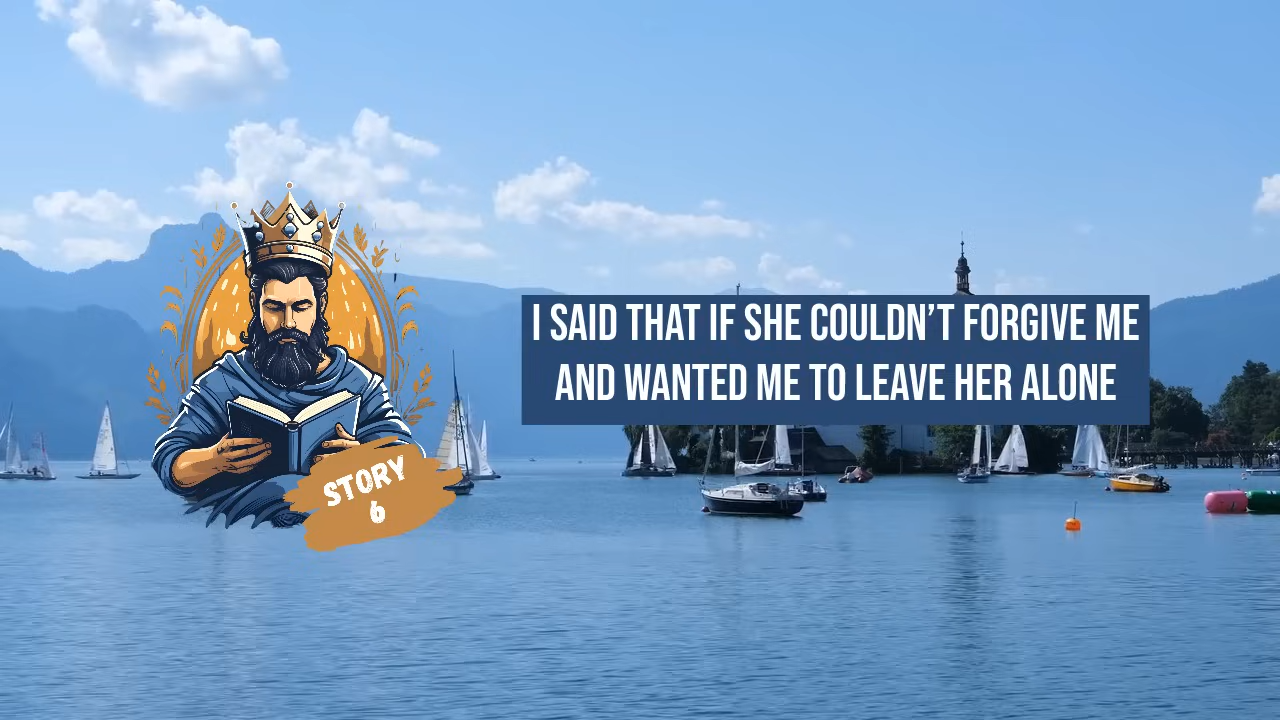 I SAID THAT IF SHE COULDN’T FORGIVE ME
AND WANTED ME TO LEAVE HER ALONE
STORY
6